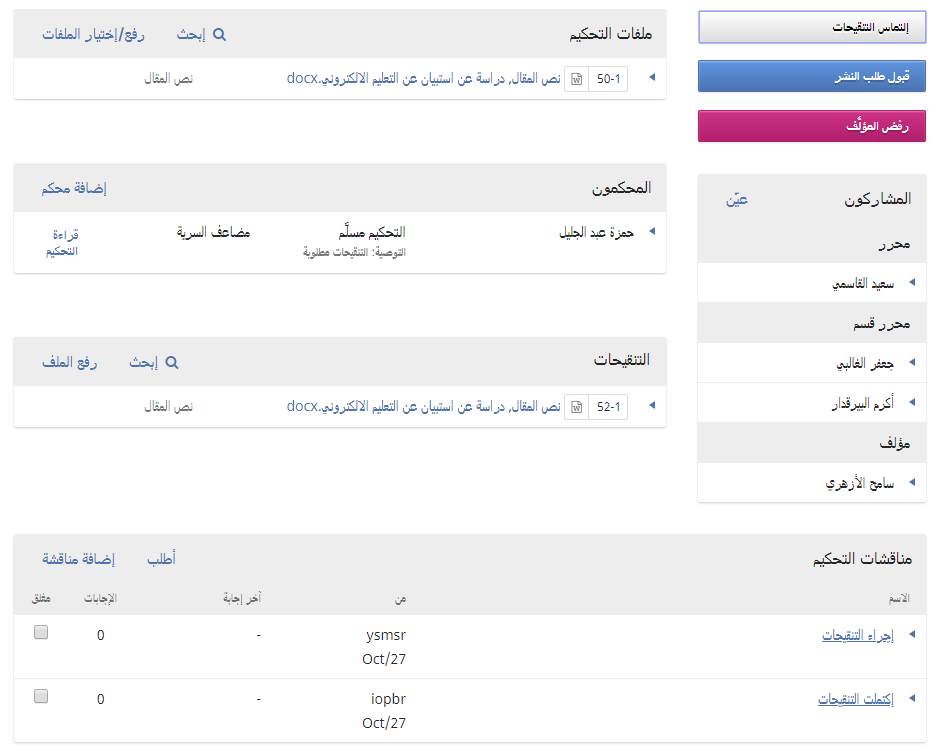 إلتماس التنقيحات
قبول طلب النشر
رفض المؤلَّف
المشاركون
عيّن
محرر
سعيد القاسمي
محرر قسم
جعفر الغالبي
أكرم البيرقدار
مؤلف
سامح الأزهري
ملفات التحكيم
إبحث
رفع/إختيار الملفات
50-1 نص المقال, دراسة عن استبيان عن التعليم الالكتروني.docx نص المقال
المحكمون
إضافة محكم
حمزة عبد الجليل
التحكيم مسلَّم
التوصية: التنقيحات مطلوبة
مضاعف السرية
قراءة
التحكيم
التنقيحات
إبحث
رفع الملف
52-1 نص المقال, دراسة عن استبيان عن التعليم الالكتروني.docx نص المقال
مناقشات التحكيم
أطلب
إضافة مناقشة
الاسم من آخر إجابة الإجابات مغلق
إجراء التنقيحات ysmsr - 0
Oct/27
إكتملت التنقيحات iopbr - 0
Oct/27